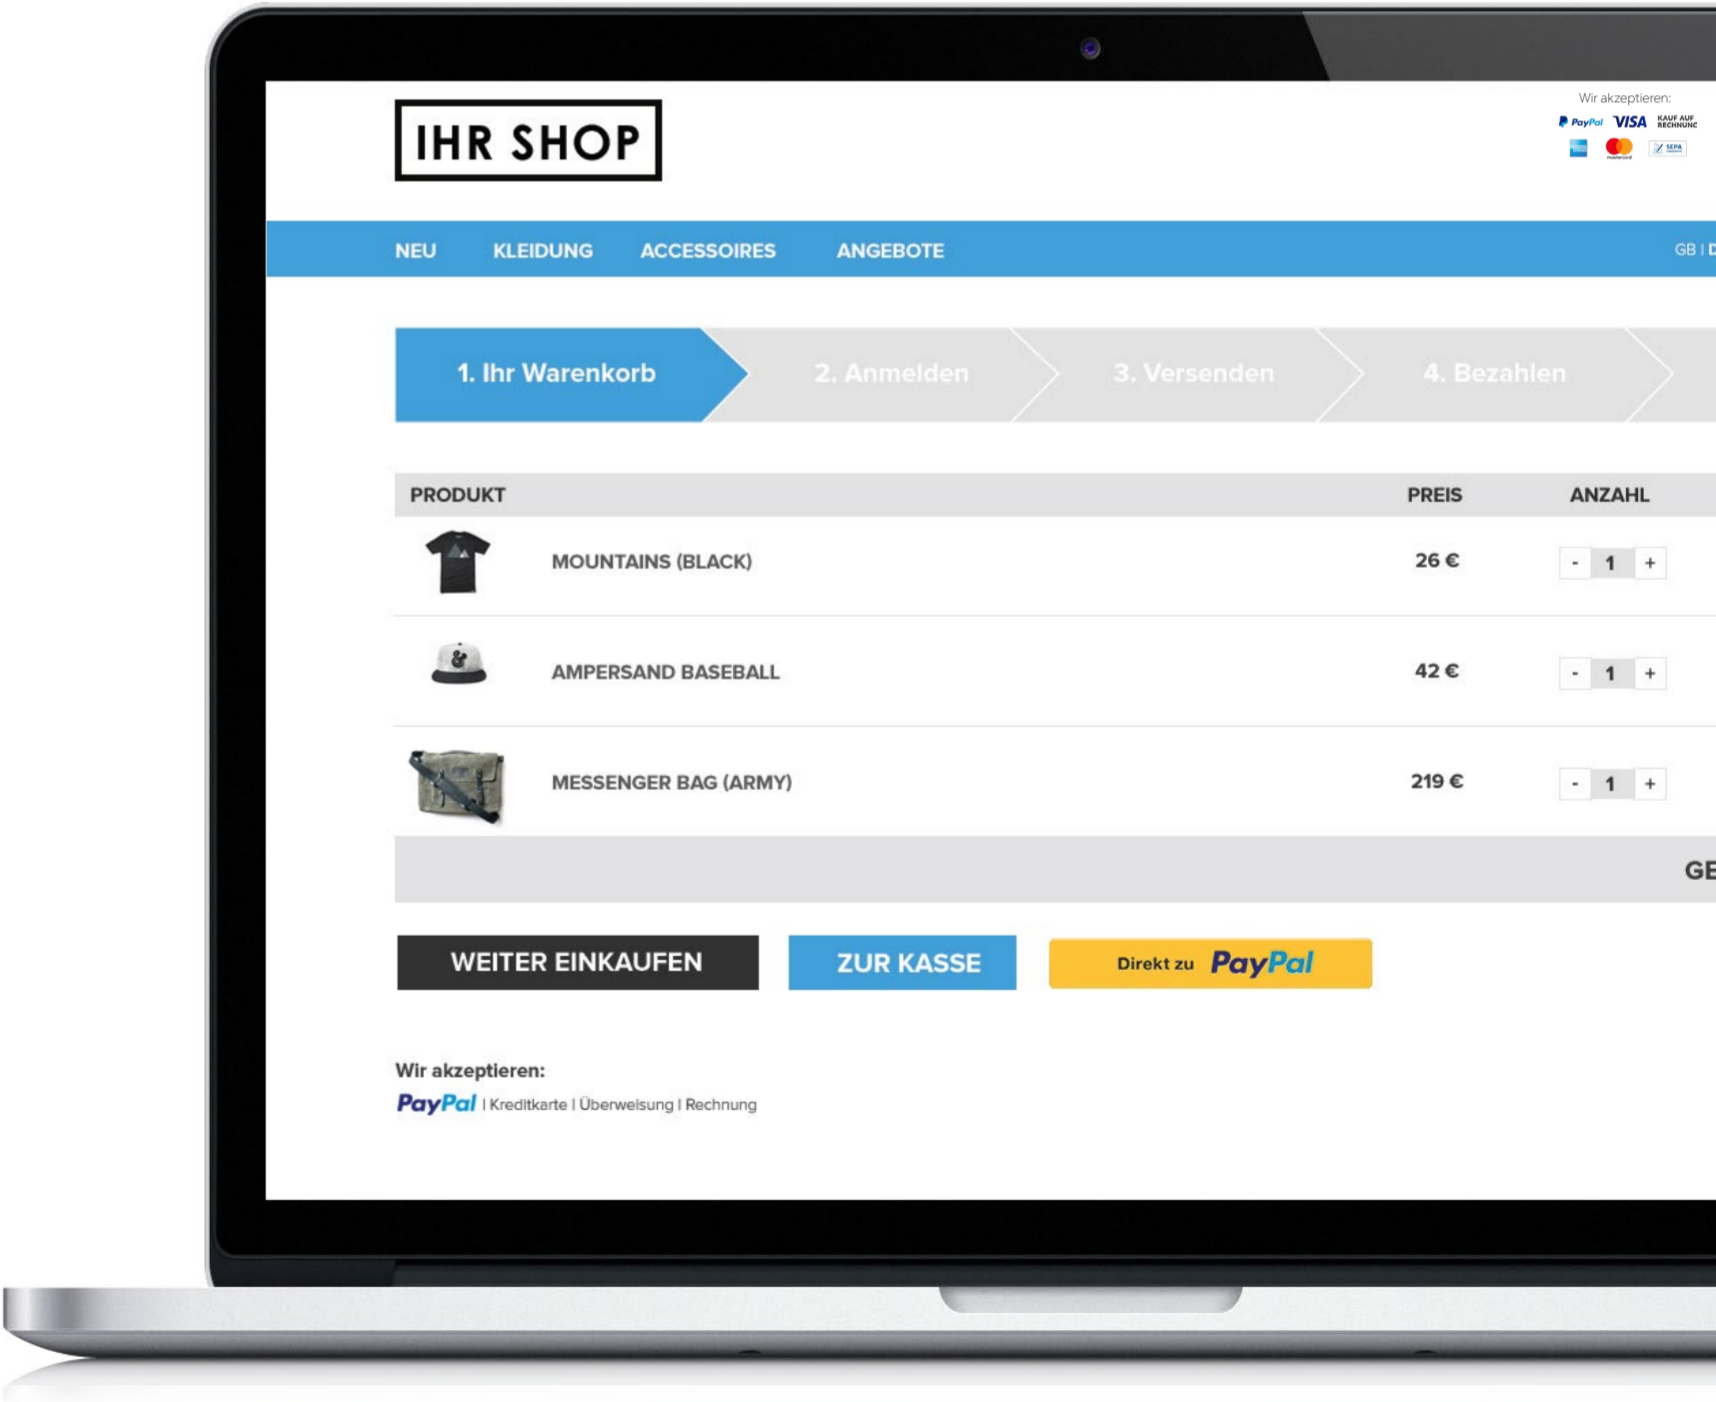 IHR SHOP
Wir akzeptieren:
PayPal VISA KAUF AUF RECHNUNG
mastercard SEPA
NEU KLEIDUNG ACCESSOIRES ANGEBOTE GB | D
1. Ihr Warenkorb 2. Anmelden 3. Versenden 4. Bezahlen
PRODUKT PREIS ANZAHL
MOUNTAINS (BLACK) 26 € - 1 +
AMPERSAND BASEBALL 42 € - 1 +
MESSENGER BAG (ARMY) 219 € - 1 +
GE
WEITER EINKAUFEN ZUR KASSE Direkt zu PayPal
Wir akzeptieren:
PayPal | Kreditkarte | Überweisung | Rechnung